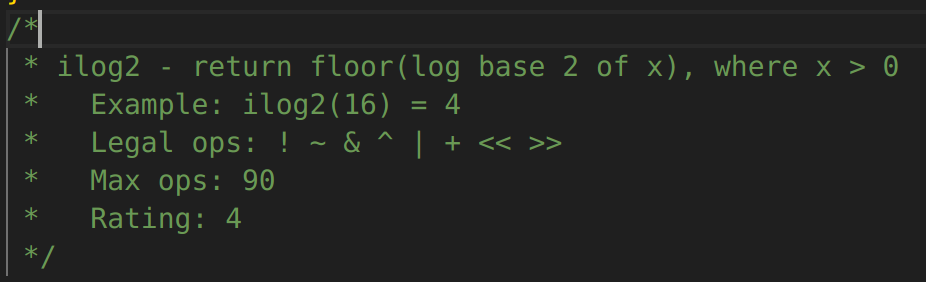 /*
 * ilog2 - return floor(log base 2 of x), where x > 0
 *   Example: ilog2(16) = 4
 *   Legal ops: ! ~ & ^ | + << >>
 *   Max ops: 90
 *   Rating: 4
 */